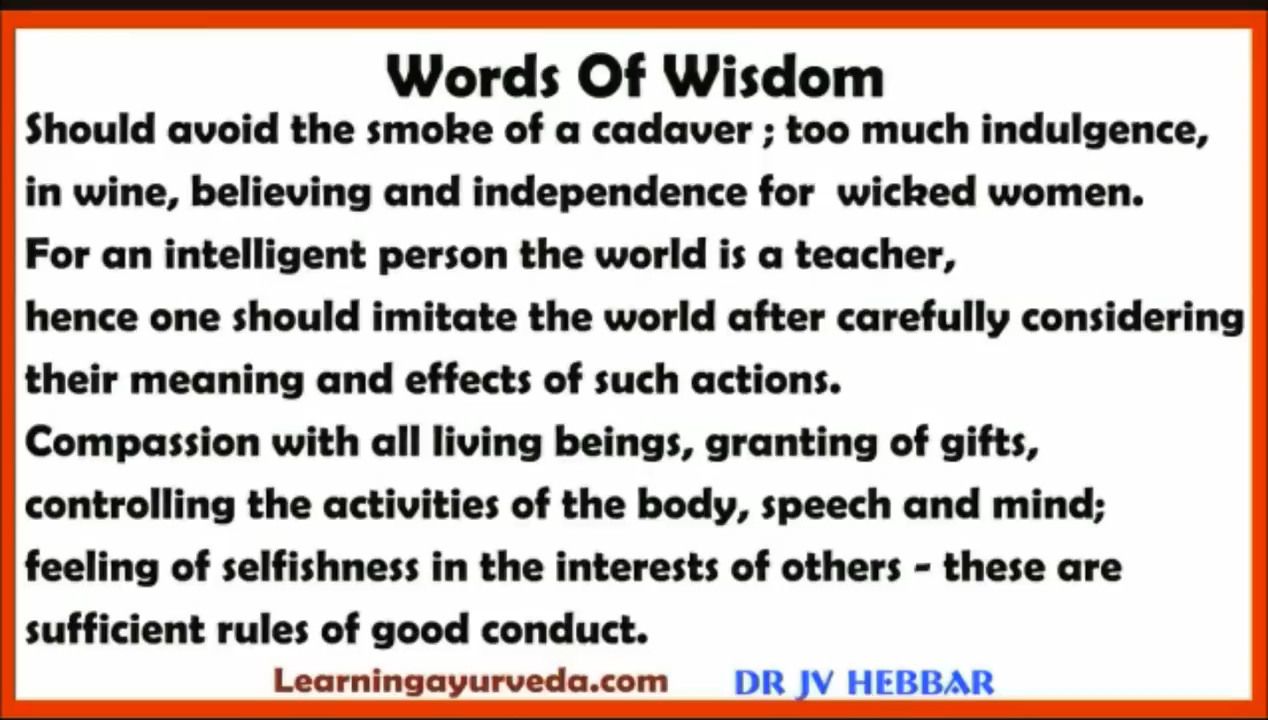 Words Of Wisdom
Should avoid the smoke of a cadaver ; too much indulgence,
in wine, believing and independence for wicked women.
For an intelligent person the world is a teacher,
hence one should imitate the world after carefully considering
their meaning and effects of such actions.
Compassion with all living beings, granting of gifts,
controlling the activities of the body, speech and mind;
feeling of selfishness in the interests of others - these are
sufficient rules of good conduct.
Learningayurveda.com DR JV HEBBAR